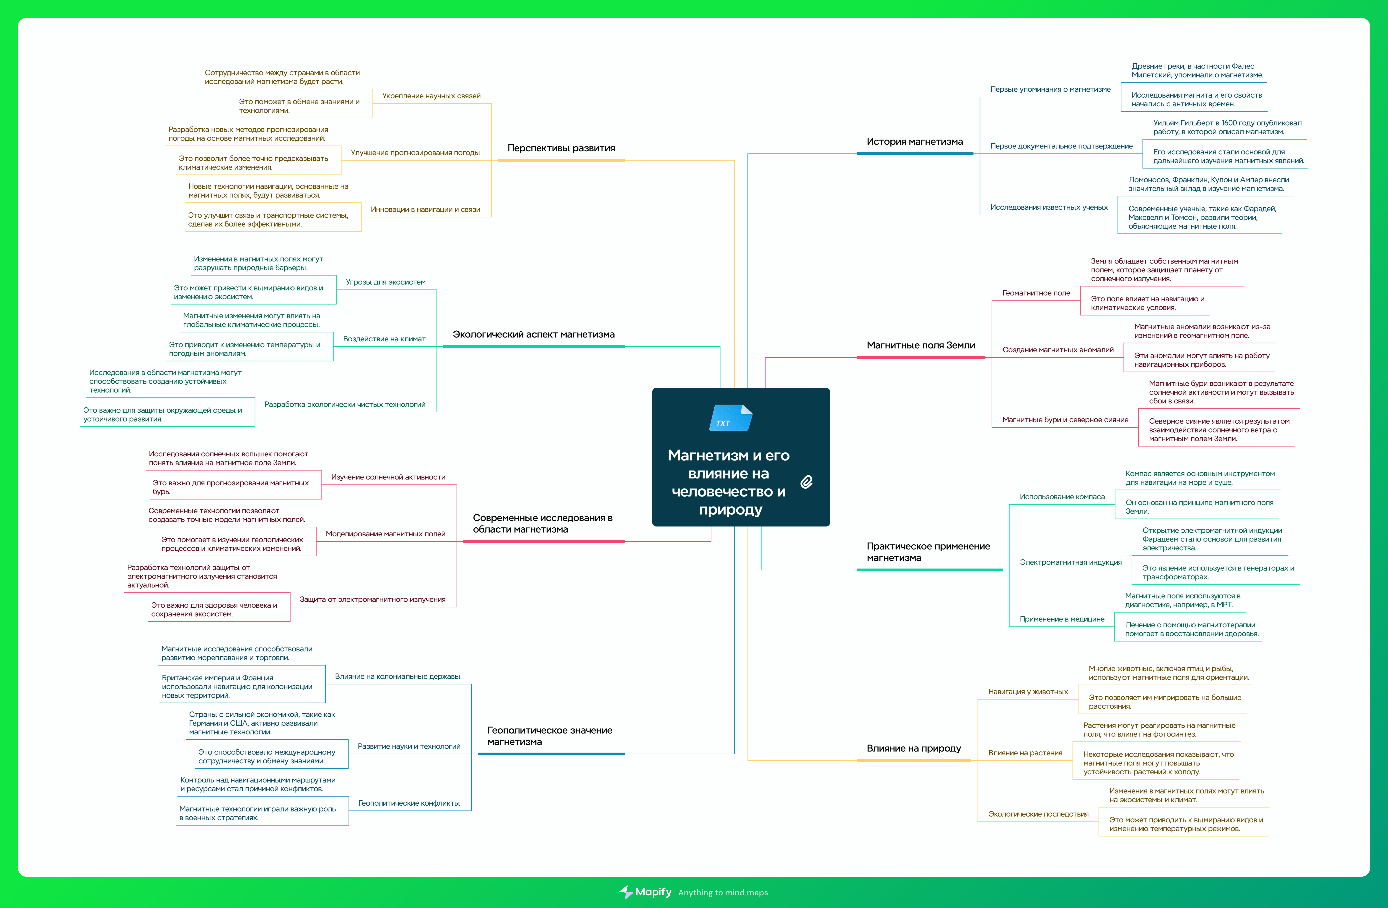 TXT
Магнетизм и его
влияние на
человечество и
природу
История магнетизма
Первые упоминания о магнетизме
Древние греки, в частности Фалес
Милетский, упоминали о магнетизме.
Исследования магнита и его свойств
начались с античных времен.
Первое документальное подтверждение
Уильям Гильберт в 1600 году опубликовал
работу, в которой описал магнетизм.
Его исследования стали основой для
дальнейшего изучения магнитных явлений.
Исследования известных ученых
Ломоносов, Франклин, Кулон и Ампер внесли
значительный вклад в изучение магнетизма.
Современные ученые, такие как Фарадей,
Максвелл и Томсон, развили теории,
объясняющие магнитные поля.
Магнитные поля Земли
Геомагнитное поле
Земля обладает собственным магнитным
полем, которое защищает планету от
солнечного излучения.
Это поле влияет на навигацию и
климатические условия.
Создание магнитных аномалий
Магнитные аномалии возникают из-за
изменений в геомагнитном поле.
Эти аномалии могут влиять на работу
навигационных приборов.
Магнитные бури и северное сияние
Магнитные бури возникают в результате
солнечной активности и могут вызывать
сбои в связи.
Северное сияние является результатом
взаимодействия солнечного ветра с
магнитным полем Земли.
Практическое применение
магнетизма
Использование компаса
Компас является основным инструментом
для навигации на море и суше.
Он основан на принципе магнитного поля
Земли.
Электромагнитная индукция
Открытие электромагнитной индукции
Фарадеем стало основой для развития
электричества.
Это явление используется в генераторах и
трансформаторах.
Применение в медицине
Магнитные поля используются в
диагностике, например, в МРТ.
Лечение с помощью магнитотерапии
помогает в восстановлении здоровья.
Влияние на природу
Навигация у животных
Многие животные, включая птиц и рыбы,
используют магнитные поля для ориентации.
Это позволяет им мигрировать на большие
расстояния.
Влияние на растения
Растения могут реагировать на магнитные
поля, что влияет на фотосинтез.
Некоторые исследования показывают, что
магнитные поля могут повышать
устойчивость растений к холоду.
Экологические последствия
Изменения в магнитных полях могут влиять
на экосистемы и климат.
Это может приводить к вымиранию видов и
изменению температурных режимов.
Перспективы развития
Укрепление научных связей
Сотрудничество между странами в области
исследований магнетизма будет расти.
Это поможет в обмене знаниями и
технологиями.
Улучшение прогнозирования погоды
Разработка новых методов прогнозирования
погоды на основе магнитных исследований.
Это позволит более точно предсказывать
климатические изменения.
Инновации в навигации и связи
Новые технологии навигации, основанные на
магнитных полях, будут развиваться.
Это улучшит связь и транспортные системы,
сделав их более эффективными.
Экологический аспект магнетизма
Угрозы для экосистем
Изменения в магнитных полях могут
разрушать природные барьеры.
Это может привести к вымиранию видов и
изменению экосистем.
Воздействие на климат
Магнитные изменения могут влиять на
глобальные климатические процессы.
Это приводит к изменению температуры и
погодным аномалиям.
Разработка экологически чистых технологий
Исследования в области магнетизма могут
способствовать созданию устойчивых
технологий.
Это важно для защиты окружающей среды и
устойчивого развития.
Современные исследования в
области магнетизма
Изучение солнечной активности
Исследования солнечных вспышек помогают
понять влияние на магнитное поле Земли.
Это важно для прогнозирования магнитных
бурь.
Моделирование магнитных полей
Современные технологии позволяют
создавать точные модели магнитных полей.
Это помогает в изучении геологических
процессов и климатических изменений.
Защита от электромагнитного излучения
Разработка технологий защиты от
электромагнитного излучения становится
актуальной.
Это важно для здоровья человека и
сохранения экосистем.
Геополитическое значение
магнетизма
Влияние на колониальные державы
Магнитные исследования способствовали
развитию мореплавания и торговли.
Британская империя и Франция
использовали навигацию для колонизации
новых территорий.
Развитие науки и технологий
Страны с сильной экономикой, такие как
Германия и США, активно развивали
магнитные технологии.
Это способствовало международному
сотрудничеству и обмену знаниями.
Геополитические конфликты
Контроль над навигационными маршрутами
и ресурсами стал причиной конфликтов.
Магнитные технологии играли важную роль
в военных стратегиях.
Mapify Anything to mind maps